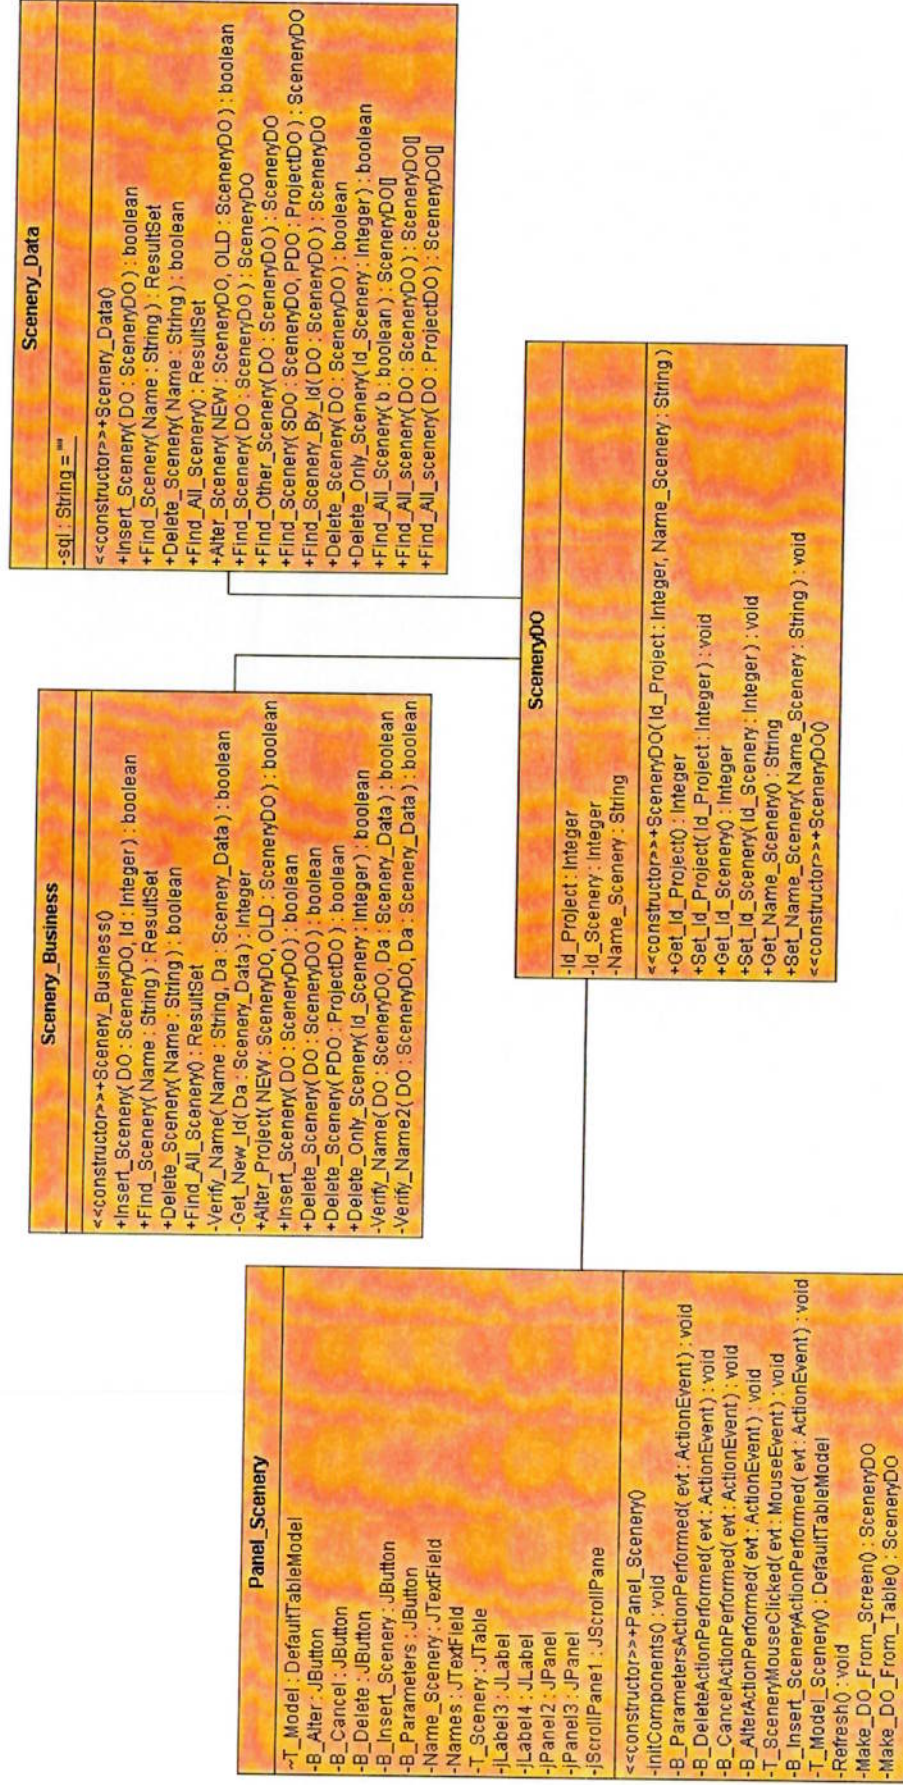 Panel_Scenery
~T_Model : DefaultTableModel
-B_Alter : JButton
-B_Cancel : JButton
-B_Delete : JButton
-B_Insert_Scenery : JButton
-B_Parameters : JButton
-Name_Scenery : JTextField
-Names : JTextField
-T_Scenery : JTable
-jLabel3 : JLabel
-jLabel4 : JLabel
-jPanel2 : JPanel
-jPanel3 : JPanel
-jScrollPane1 : JScrollPane
<<constructor>>+Panel_Scenery()
-initComponents() : void
-B_ParametersActionPerformed( evt : ActionEvent ) : void
-B_DeleteActionPerformed( evt : ActionEvent ) : void
-B_CancelActionPerformed( evt : ActionEvent ) : void
-B_AlterActionPerformed( evt : ActionEvent ) : void
-T_SceneryMouseClicked( evt : MouseEvent ) : void
-B_Insert_SceneryActionPerformed( evt : ActionEvent ) : void
-T_Model_Scenery() : DefaultTableModel
-Refresh() : void
-Make_DO_From_Screen() : SceneryDO
-Make_DO_From_Table() : SceneryDO
Scenery_Business
<<constructor>>+Scenery_Business()
+Insert_Scenery( DO : SceneryDO, Id : Integer ) : boolean
+Find_Scenery( Name : String ) : ResultSet
+Delete_Scenery( Name : String ) : boolean
+Find_All_Scenery() : ResultSet
-Verify_Name( Name : String, Da : Scenery_Data ) : boolean
-Get_New_Id( Da : Scenery_Data ) : Integer
+Alter_Project( NEW : SceneryDO, OLD : SceneryDO ) : boolean
+Insert_Scenery( DO : SceneryDO ) : boolean
+Delete_Scenery( DO : SceneryDO ) : boolean
+Delete_Scenery( PDO : ProjectDO ) : boolean
+Delete_Only_Scenery( Id_Scenery : Integer ) : boolean
-Verify_Name( DO : SceneryDO, Da : Scenery_Data ) : boolean
-Verify_Name2( DO : SceneryDO, Da : Scenery_Data ) : boolean
Scenery_Data
-sql : String = ""
<<constructor>>+Scenery_Data()
+Insert_Scenery( DO : SceneryDO ) : boolean
+Find_Scenery( Name : String ) : ResultSet
+Delete_Scenery( Name : String ) : boolean
+Find_All_Scenery() : ResultSet
+Alter_Scenery( NEW : SceneryDO, OLD : SceneryDO ) : boolean
+Find_Scenery( DO : SceneryDO ) : SceneryDO
+Find_Other_Scenery( DO : SceneryDO ) : SceneryDO
+Find_Scenery( SDO : SceneryDO, PDO : ProjectDO ) : SceneryDO
+Find_Scenery_By_Id( DO : SceneryDO ) : SceneryDO
+Delete_Scenery( DO : SceneryDO ) : boolean
+Delete_Only_Scenery( Id_Scenery : Integer ) : boolean
+Find_All_Scenery( b : boolean ) : SceneryDO[]
+Find_All_scenery( DO : SceneryDO ) : SceneryDO[]
+Find_All_scenery( DO : ProjectDO ) : SceneryDO[]
SceneryDO
-Id_Project : Integer
-Id_Scenery : Integer
-Name_Scenery : String
<<constructor>>+SceneryDO( Id_Project : Integer, Name_Scenery : String )
+Get_Id_Project() : Integer
+Set_Id_Project( Id_Project : Integer ) : void
+Get_Id_Scenery() : Integer
+Set_Id_Scenery( Id_Scenery : Integer ) : void
+Get_Name_Scenery() : String
+Set_Name_Scenery( Name_Scenery : String ) : void
<<constructor>>+SceneryDO()